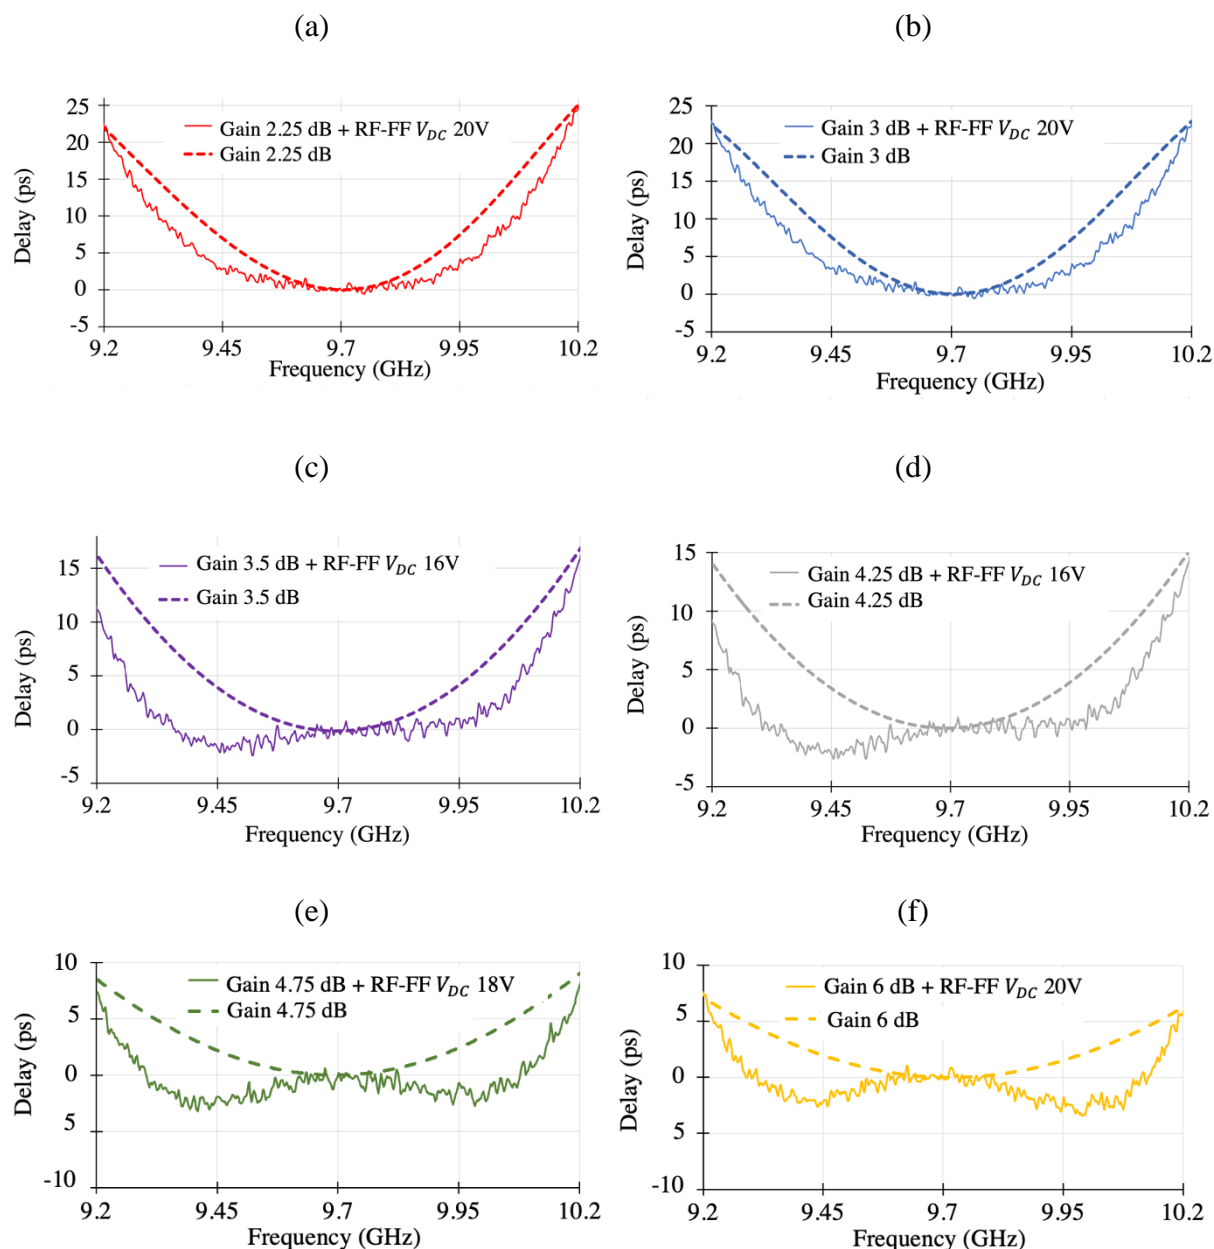 (a)
25
20
15
10
5
0
-5
Delay (ps)
Gain 2.25 dB + RF-FF V_DC 20V
Gain 2.25 dB
9.2 9.45 9.7 9.95 10.2
Frequency (GHz)
(b)
25
20
15
10
5
0
-5
Delay (ps)
Gain 3 dB + RF-FF V_DC 20V
Gain 3 dB
9.2 9.45 9.7 9.95 10.2
Frequency (GHz)
(c)
15
10
5
0
-5
Delay (ps)
Gain 3.5 dB + RF-FF V_DC 16V
Gain 3.5 dB
9.2 9.45 9.7 9.95 10.2
Frequency (GHz)
(d)
15
10
5
0
-5
Delay (ps)
Gain 4.25 dB + RF-FF V_DC 16V
Gain 4.25 dB
9.2 9.45 9.7 9.95 10.2
Frequency (GHz)
(e)
10
5
0
5
-10
Delay (ps)
Gain 4.75 dB + RF-FF V_DC 18V
Gain 4.75 dB
9.2 9.45 9.7 9.95 10.2
Frequency (GHz)
(f)
10
5
0
5
-10
Delay (ps)
Gain 6 dB + RF-FF V_DC 20V
Gain 6 dB
9.2 9.45 9.7 9.95 10.2
Frequency (GHz)